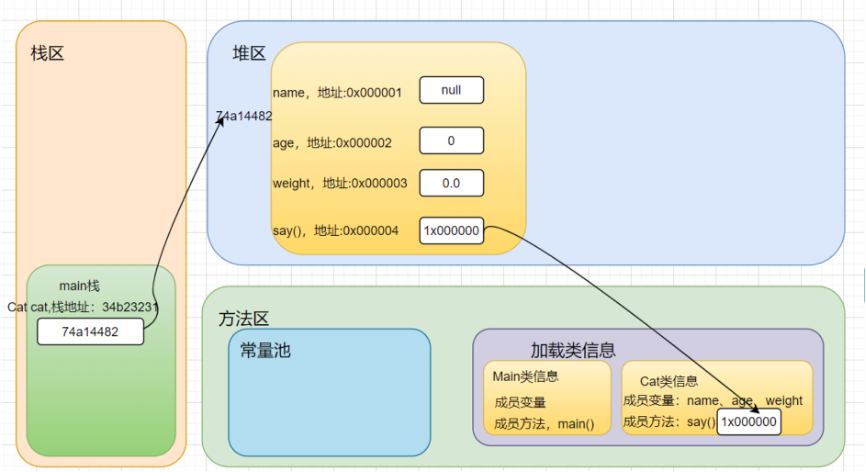 栈区
堆区
name，地址:0x000001
null
74a14482
age，地址:0x000002
0
weight，地址:0x000003
0.0
say()，地址:0x000004
1x000000
main栈
Cat cat,栈地址：34b23231
74a14482
方法区
常量池
加载类信息
Main类信息
成员变量
成员方法，main()
Cat类信息
成员变量：name、age、weight
成员方法：say()
1x000000